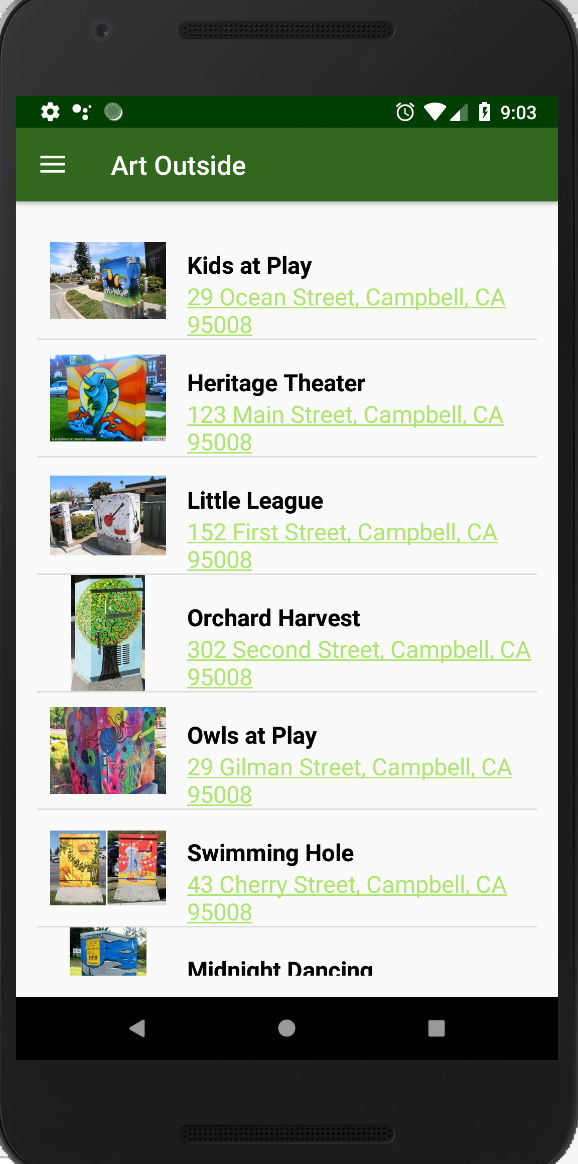 9:03
Art Outside
Kids at Play
29 Ocean Street, Campbell, CA
95008
Heritage Theater
123 Main Street, Campbell, CA
95008
Little League
152 First Street, Campbell, CA
95008
Orchard Harvest
302 Second Street, Campbell, CA
95008
Owls at Play
29 Gilman Street, Campbell, CA
95008
Swimming Hole
43 Cherry Street, Campbell, CA
95008
Midnight Dancing